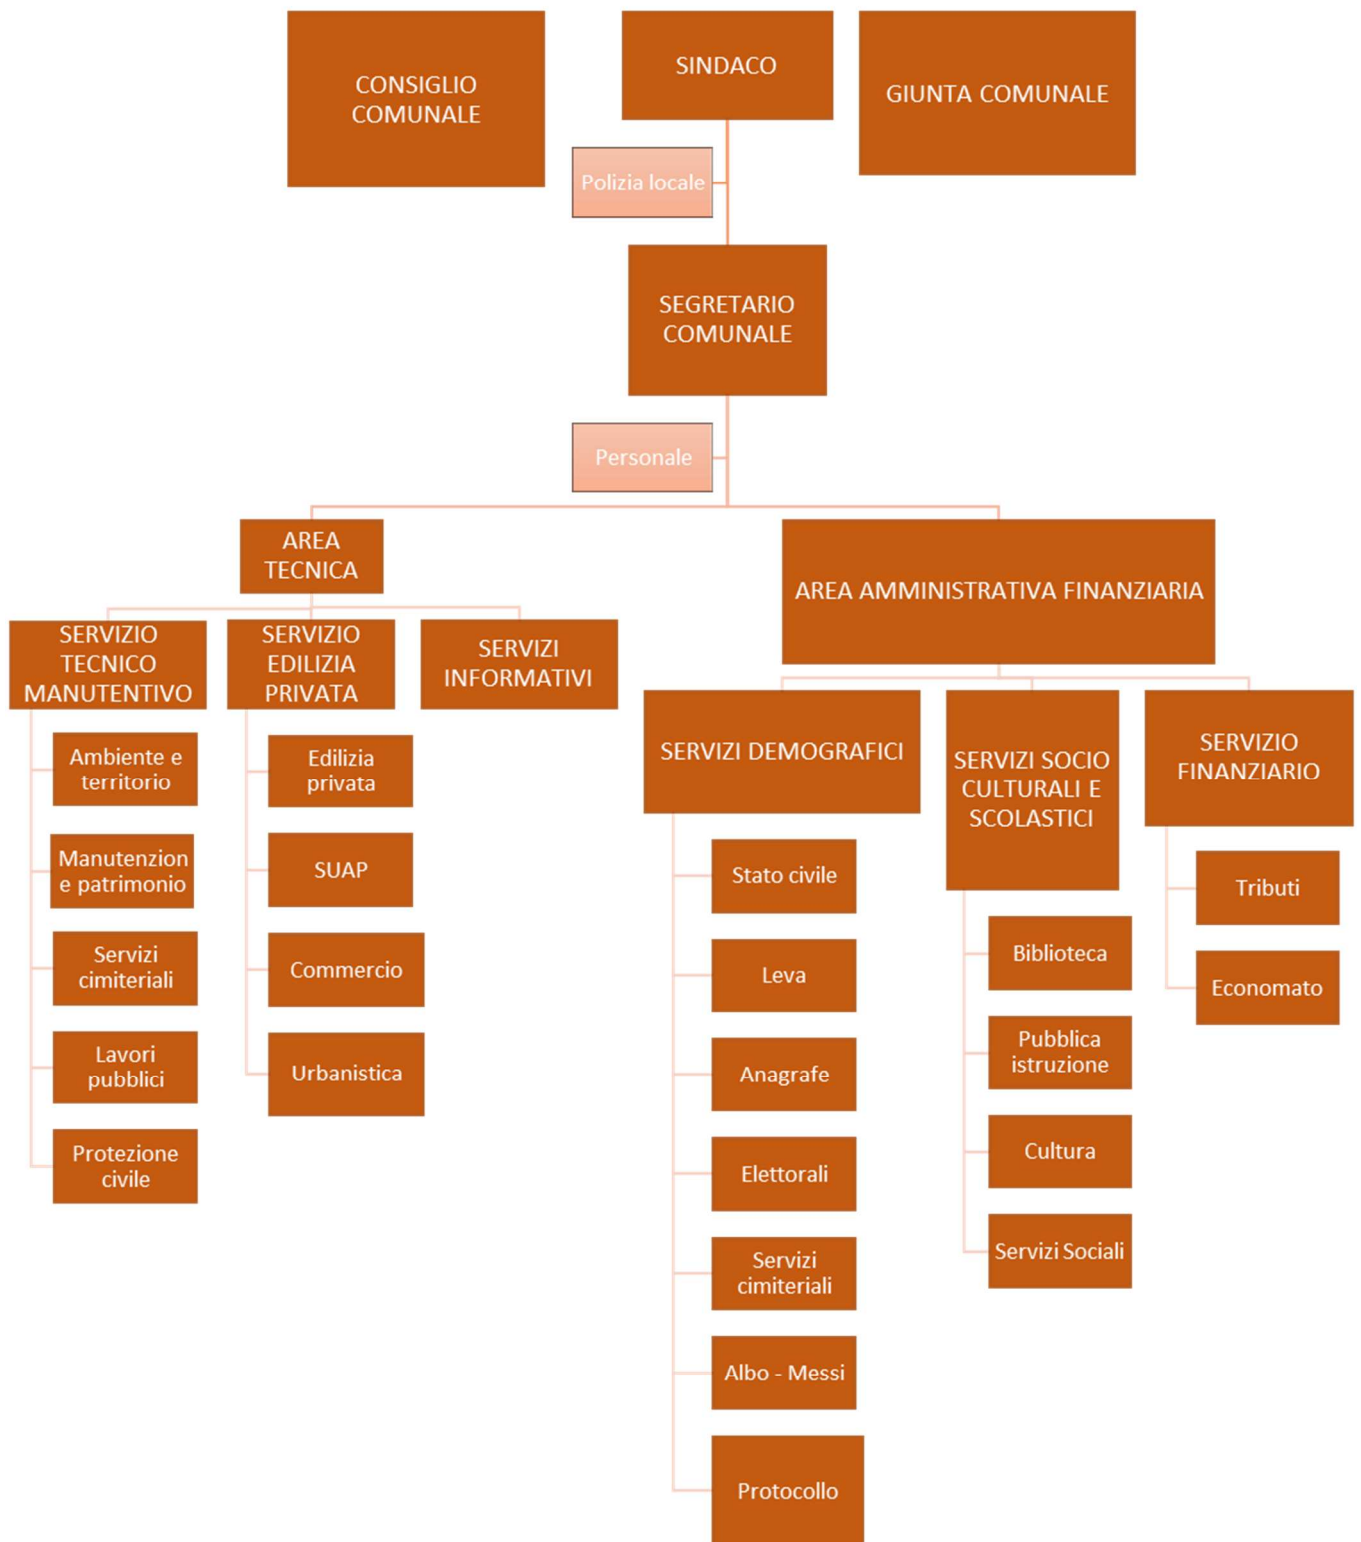 CONSIGLIO
COMUNALE
SINDACO
GIUNTA COMUNALE
Polizia locale
SEGRETARIO
COMUNALE
Personale
AREA
TECNICA
AREA AMMINISTRATIVA FINANZIARIA
SERVIZIO
TECNICO
MANUTENTIVO
SERVIZIO
EDILIZIA
PRIVATA
SERVIZI
INFORMATIVI
Ambiente e
territorio
Manutenzion
e patrimonio
Servizi
cimiteriali
Lavori
pubblici
Protezione
civile
Edilizia
privata
SUAP
Commercio
Urbanistica
SERVIZI DEMOGRAFICI
SERVIZI SOCIO
CULTURALI E
SCOLASTICI
SERVIZIO
FINANZIARIO
Stato civile
Leva
Anagrafe
Elettorali
Servizi
cimiteriali
Albo - Messi
Protocollo
Biblioteca
Pubblica
istruzione
Cultura
Servizi Sociali
Tributi
Economato